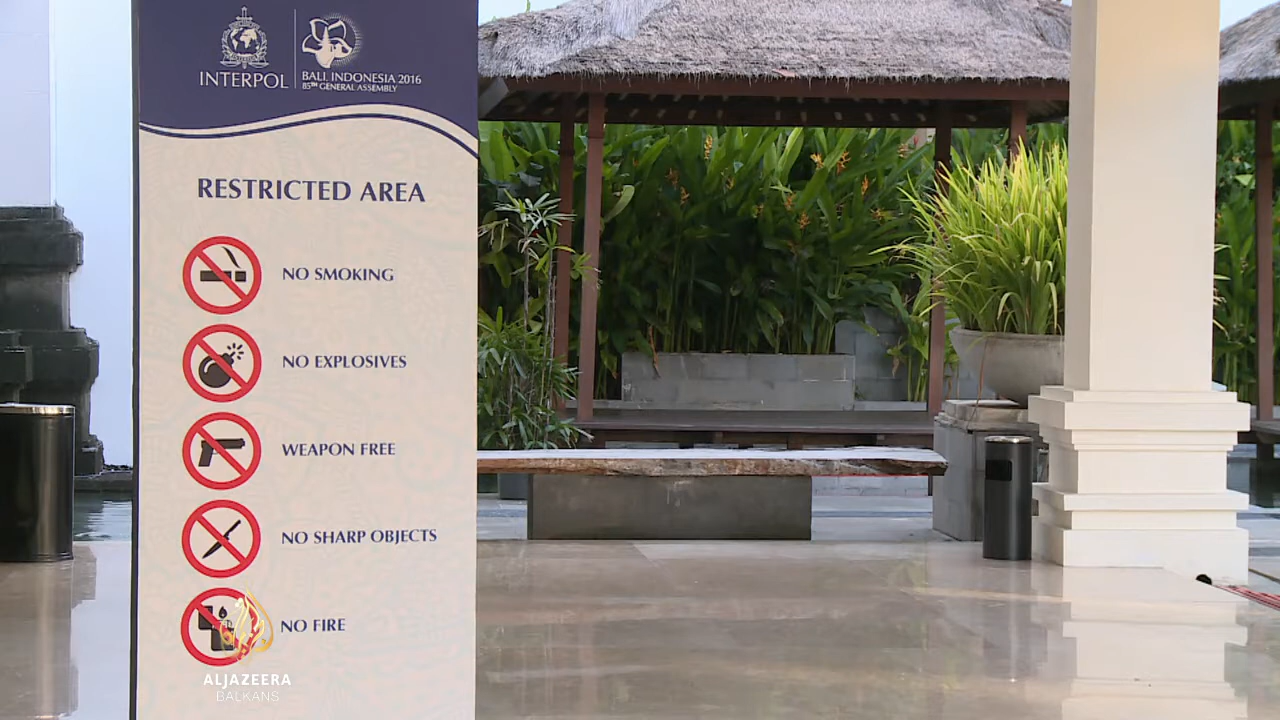 INTERPOL
BALI, INDONESIA 2016
85TH GENERAL ASSEMBLY
RESTRICTED AREA
NO SMOKING
NO EXPLOSIVES
WEAPON FREE
NO SHARP OBJECTS
NO FIRE
ALJAZEERA
BALKANS